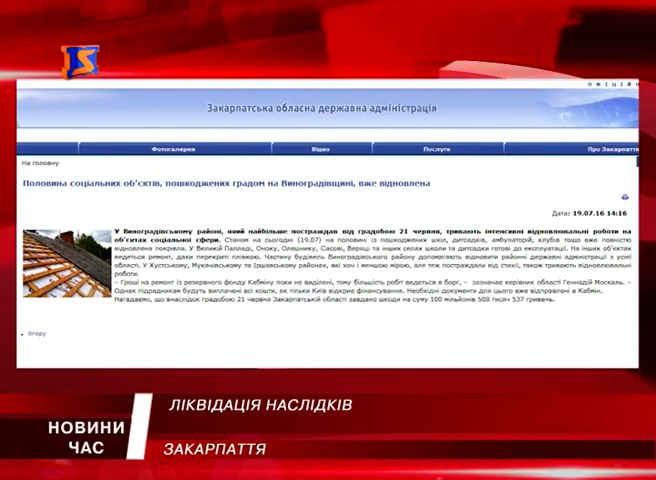 IS
О Ф І Ц І Й Н
Закарпатська обласна державна адміністрація
Фотогалерея Відео Послуги Про Закарпаття
На головну
Половина соціальних об'єктів, пошкоджених градом на Виноградівщині, вже відновлена
Дата: 19.07.16 14:16
У Виноградівському районі, який найбільше постраждав від градобою 21 червня, тривають інтенсивні відновлювальні роботи на
об'єктах соціальної сфери. Станом на сьогодні (19.07) на половині із пошкоджених шкіл, дитсадків, амбулаторій, клубів тощо вже повністю
відновлена покрівля. У Великій Палладі, Оноку, Олешнику, Сасові, Веряці та інших селах школи та дитсадки готові до експлуатації. На інших об'єктах
ведеться ремонт, дахи перекриті плівкою. Частину будівель Виноградівського району допомагають відновити районні державні адміністрації з усієї
області. У Хустському, Мукачівському та Іршавському районах, які хоч і меншою мірою, але теж постраждали від стихії, також тривають відновлювальні
роботи.
– Гроші на ремонт із резервного фонду Кабміну поки не виділені, тому більшість робіт ведеться в борг, – зазначає керівник області Геннадій Москаль. –
Однак підрядникам будуть виплачені всі кошти, як тільки Київ відкриє фінансування. Необхідні документи для цього вже відправлені в Кабмін.
Нагадаємо, що внаслідок градобою 21 червня Закарпатській області завдано шкоди на суму 100 мільйонів 508 тисяч 537 гривень.
Вгору
ЛІКВІДАЦІЯ НАСЛІДКІВ
НОВИНИ
ЧАС
ЗАКАРПАТТЯ